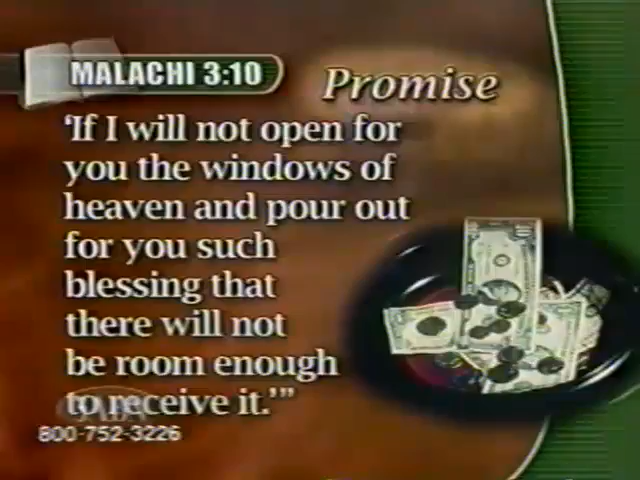 MALACHI 3:10
Promise
‘If I will not open for
you the windows of
heaven and pour out
for you such
blessing that
there will not
be room enough
to receive it.’”
800-752-3226